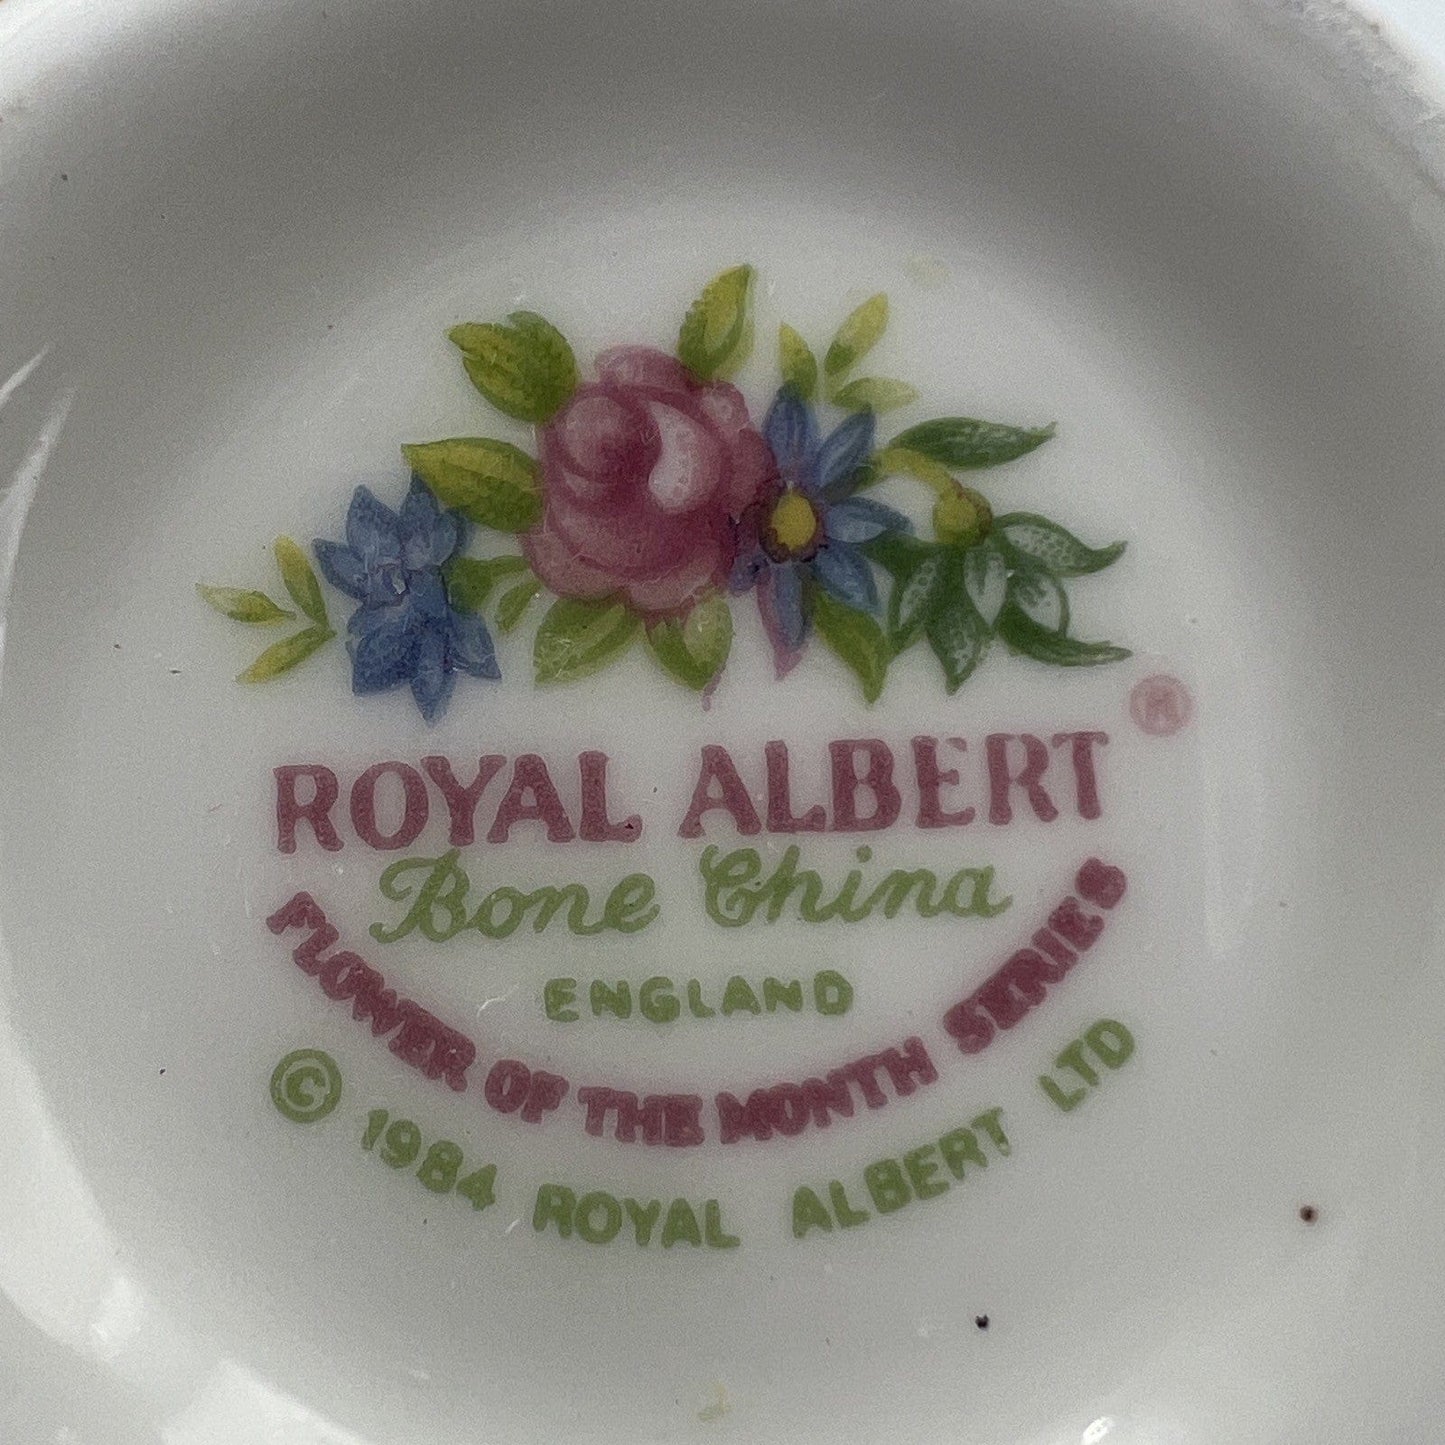 ®
ROYAL ALBERT
Bone China
ENGLAND
FLOWER OF THE MONTH SERIES
© 1984 ROYAL ALBERT LTD